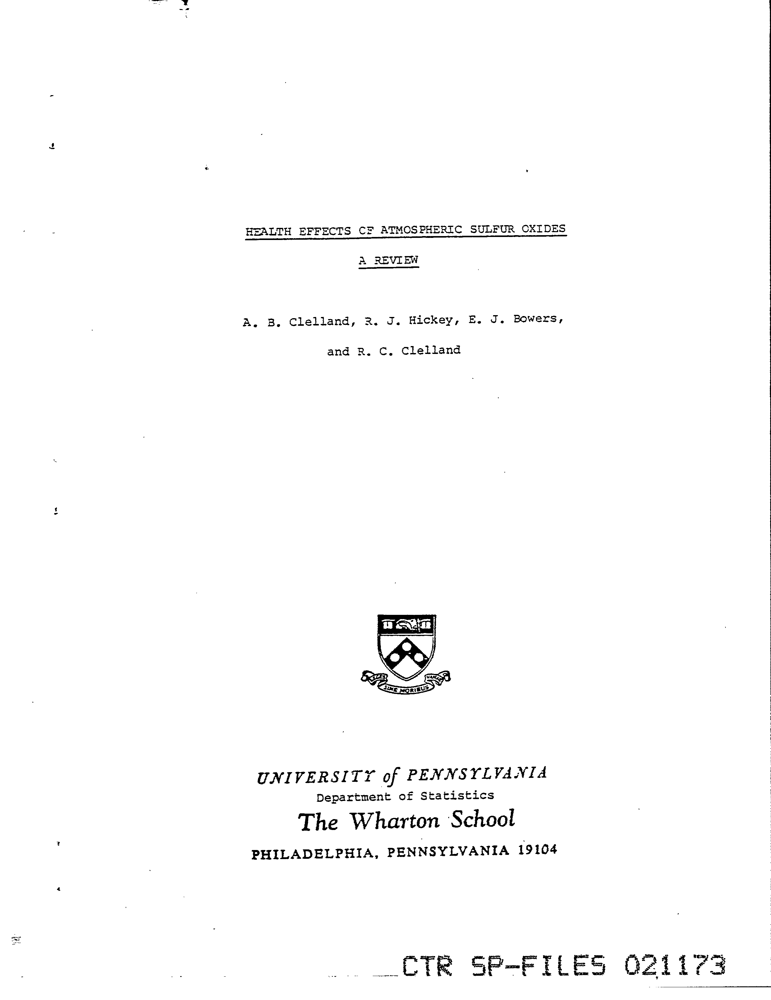 HEALTH EFFECTS OF ATMOSPHERIC SULFUR OXIDES
A REVIEW
A. B. Clelland, R. J. Hickey, E. J. Bowers,
and R. C. Clelland
SINE MORIBUS
UNIVERSITY of PENNSYLVANIA
Department of Statistics
The Wharton School
PHILADELPHIA, PENNSYLVANIA 19104
CTR SP-FILES 021173